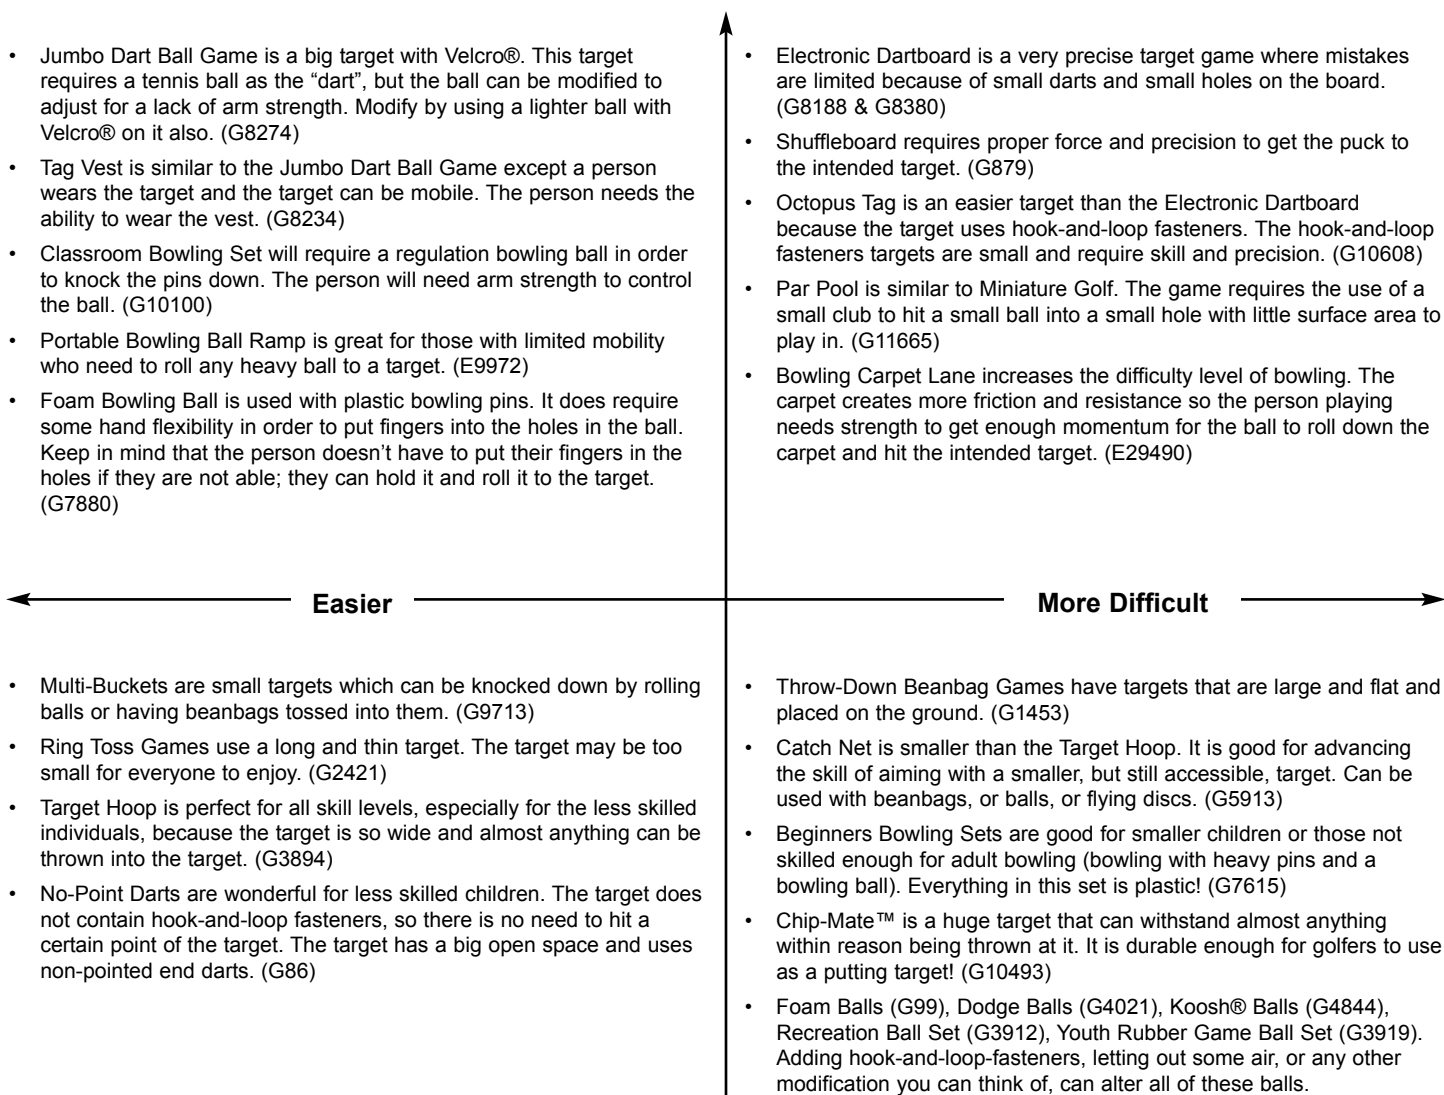 • Jumbo Dart Ball Game is a big target with Velcro®. This target
requires a tennis ball as the “dart”, but the ball can be modified to
adjust for a lack of arm strength. Modify by using a lighter ball with
Velcro® on it also. (G8274)
• Tag Vest is similar to the Jumbo Dart Ball Game except a person
wears the target and the target can be mobile. The person needs the
ability to wear the vest. (G8234)
• Classroom Bowling Set will require a regulation bowling ball in order
to knock the pins down. The person will need arm strength to control
the ball. (G10100)
• Portable Bowling Ball Ramp is great for those with limited mobility
who need to roll any heavy ball to a target. (E9972)
• Foam Bowling Ball is used with plastic bowling pins. It does require
some hand flexibility in order to put fingers into the holes in the ball.
Keep in mind that the person doesn’t have to put their fingers in the
holes if they are not able; they can hold it and roll it to the target.
(G7880)
• Electronic Dartboard is a very precise target game where mistakes
are limited because of small darts and small holes on the board.
(G8188 & G8380)
• Shuffleboard requires proper force and precision to get the puck to
the intended target. (G879)
• Octopus Tag is an easier target than the Electronic Dartboard
because the target uses hook-and-loop fasteners. The hook-and-loop
fasteners targets are small and require skill and precision. (G10608)
• Par Pool is similar to Miniature Golf. The game requires the use of a
small club to hit a small ball into a small hole with little surface area to
play in. (G11665)
• Bowling Carpet Lane increases the difficulty level of bowling. The
carpet creates more friction and resistance so the person playing
needs strength to get enough momentum for the ball to roll down the
carpet and hit the intended target. (E29490)
Easier
More Difficult
• Multi-Buckets are small targets which can be knocked down by rolling
balls or having beanbags tossed into them. (G9713)
• Ring Toss Games use a long and thin target. The target may be too
small for everyone to enjoy. (G2421)
• Target Hoop is perfect for all skill levels, especially for the less skilled
individuals, because the target is so wide and almost anything can be
thrown into the target. (G3894)
• No-Point Darts are wonderful for less skilled children. The target does
not contain hook-and-loop fasteners, so there is no need to hit a
certain point of the target. The target has a big open space and uses
non-pointed end darts. (G86)
• Throw-Down Beanbag Games have targets that are large and flat and
placed on the ground. (G1453)
• Catch Net is smaller than the Target Hoop. It is good for advancing
the skill of aiming with a smaller, but still accessible, target. Can be
used with beanbags, or balls, or flying discs. (G5913)
• Beginners Bowling Sets are good for smaller children or those not
skilled enough for adult bowling (bowling with heavy pins and a
bowling ball). Everything in this set is plastic! (G7615)
• Chip-Mate™ is a huge target that can withstand almost anything
within reason being thrown at it. It is durable enough for golfers to use
as a putting target! (G10493)
• Foam Balls (G99), Dodge Balls (G4021), Koosh® Balls (G4844),
Recreation Ball Set (G3912), Youth Rubber Game Ball Set (G3919).
Adding hook-and-loop-fasteners, letting out some air, or any other
modification you can think of, can alter all of these balls.